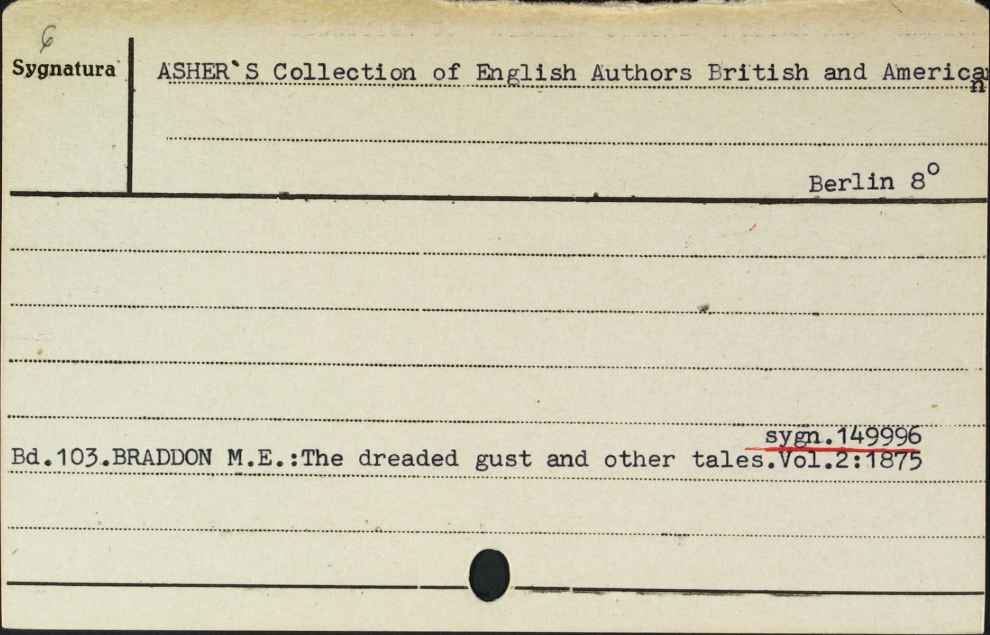 6
Sygnatura
ASHER`S Collection of English Authors British and American
Berlin 8°
sygn.149996
Bd.103.BRADDON M.E.:The dreaded gust and other tales.Vol.2:1875